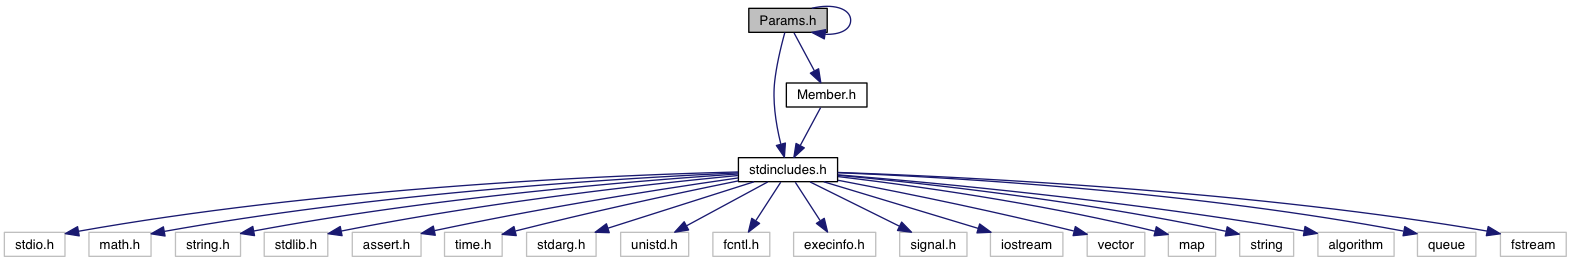 Params.h
Member.h
stdincludes.h
stdio.h
math.h
string.h
stdlib.h
assert.h
time.h
stdarg.h
unistd.h
fcntl.h
execinfo.h
signal.h
iostream
vector
map
string
algorithm
queue
fstream